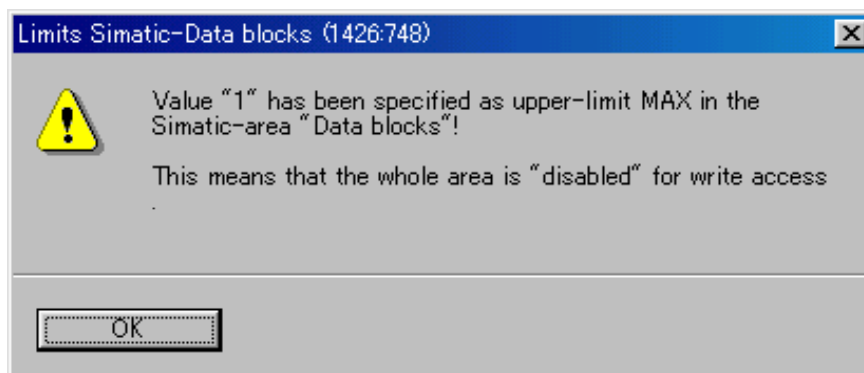 Limits Simatic-Data blocks (1426:748)
Value "1" has been specified as upper-limit MAX in the
Simatic-area "Data blocks"!
This means that the whole area is "disabled" for write access
.
OK